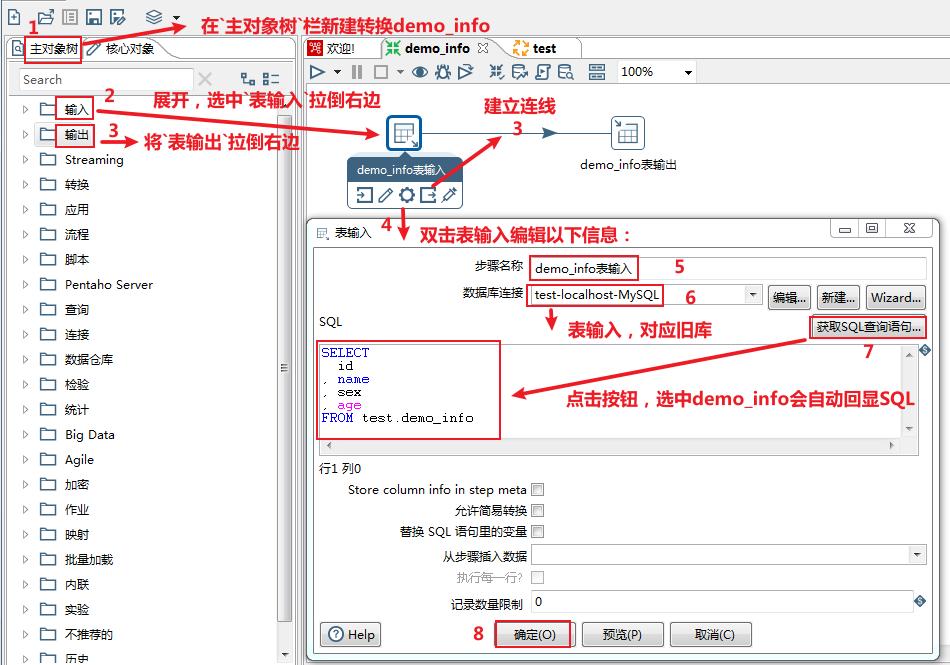 1
在`主对象树`栏新建转换demo_info
主对象树
核心对象
欢迎!
demo_info
test
Search
100%
输入
2
展开，选中`表输入`拉倒右边
建立连线
输出
3
将`表输出`拉倒右边
3
Streaming
转换
应用
流程
脚本
Pentaho Server
查询
连接
数据仓库
检验
统计
Big Data
Agile
加密
作业
映射
批量加载
内联
实验
不推荐的
历史
demo_info表输入
demo_info表输出
4
双击表输入编辑以下信息：
表输入
步骤名称
demo_info表输入
5
数据库连接
test-localhost-MySQL
6
编辑...
新建...
Wizard...
SQL
表输入，对应旧库
获取SQL查询语句...
7
SELECT
id
, name
, sex
, age
FROM test.demo_info
点击按钮，选中demo_info会自动回显SQL
行1 列0
Store column info in step meta
允许简易转换
替换 SQL 语句里的变量
从步骤插入数据
执行每一行?
记录数量限制
0
Help
8
确定(O)
预览(P)
取消(C)